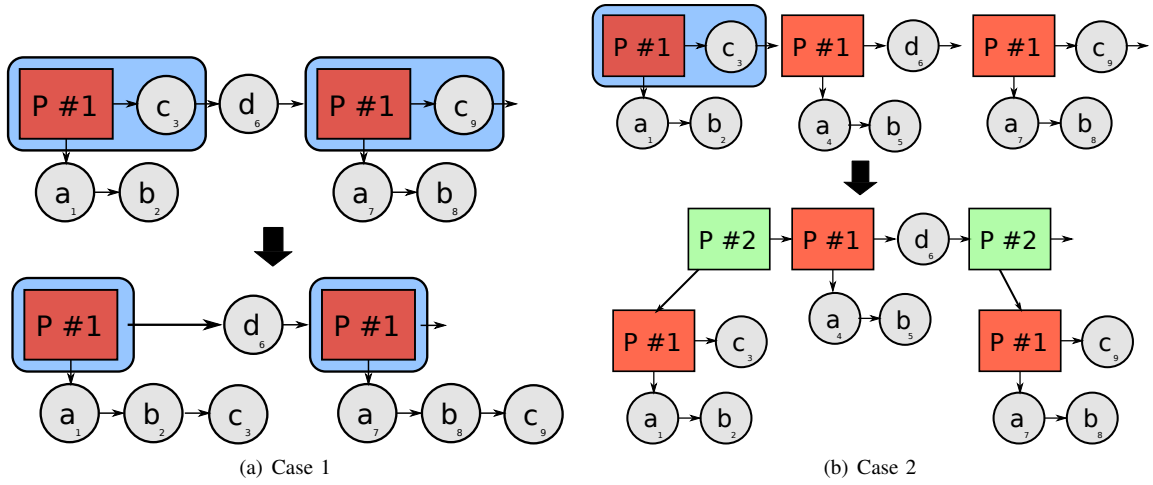 P #1 c 3 d 6 P #1 c 9
a 1 b 2 a 7 b 8
P #1 d 6 P #1
a 1 b 2 c 3 a 7 b 8 c 9
(a) Case 1
P #1 c 3 P #1 d 6 P #1 c 9
a 1 b 2 a 4 b 5 a 7 b 8
P #2 P #1 d 6 P #2
a 4 b 5
P #1 c 3 P #1 c 9
a 1 b 2 a 7 b 8
(b) Case 2